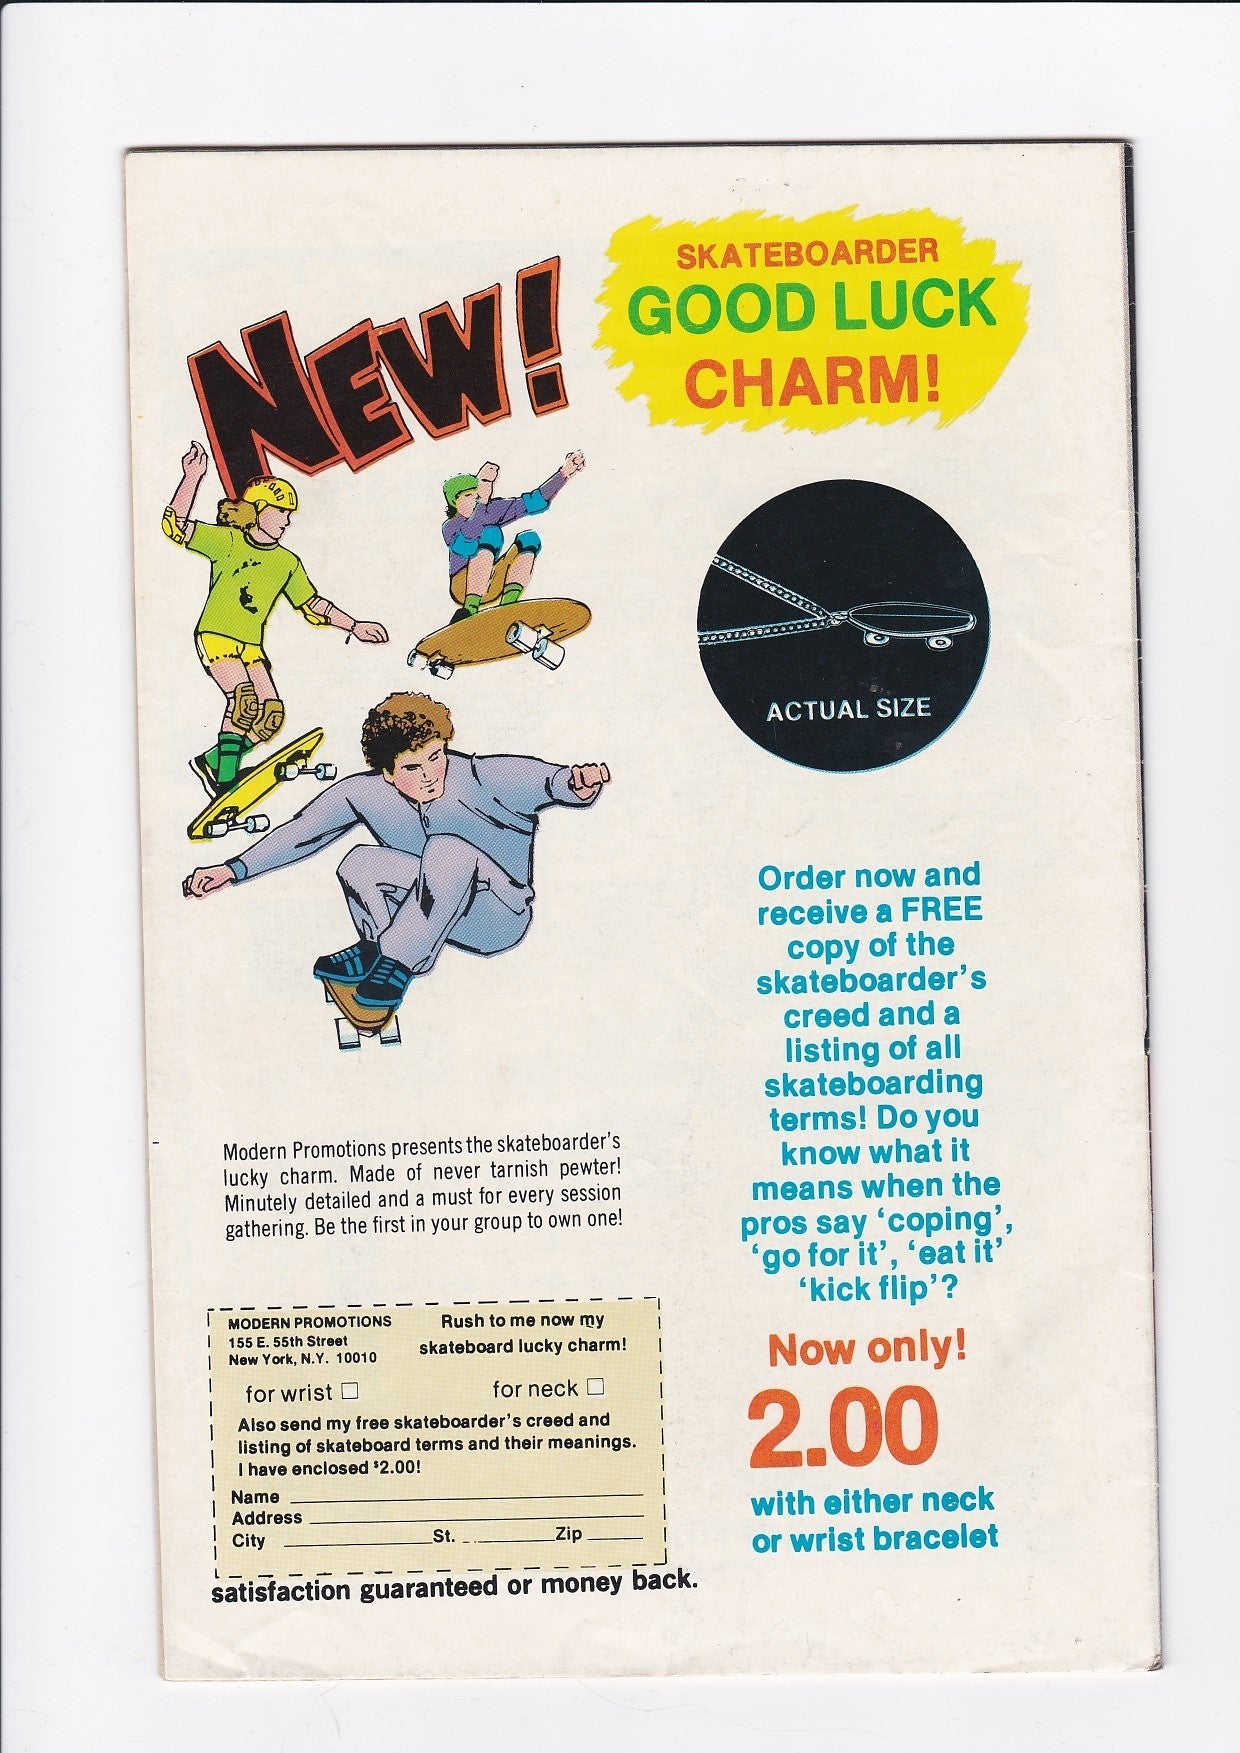 NEW!
SKATEBOARDER
GOOD LUCK
CHARM!
ACTUAL SIZE
Order now and
receive a FREE
copy of the
skateboarder's
creed and a
listing of all
skateboarding
terms! Do you
know what it
means when the
pros say ‘coping’,
‘go for it’, ‘eat it’
‘kick flip’?
Now only!
2.00
with either neck
or wrist bracelet
Modern Promotions presents the skateboarder's
lucky charm. Made of never tarnish pewter!
Minutely detailed and a must for every session
gathering. Be the first in your group to own one!
MODERN PROMOTIONS
155 E. 55th Street
New York, N.Y. 10010
Rush to me now my
skateboard lucky charm!
for wrist □ for neck □
Also send my free skateboarder's creed and
listing of skateboard terms and their meanings.
I have enclosed $2.00!
Name
Address
City St. Zip
satisfaction guaranteed or money back.